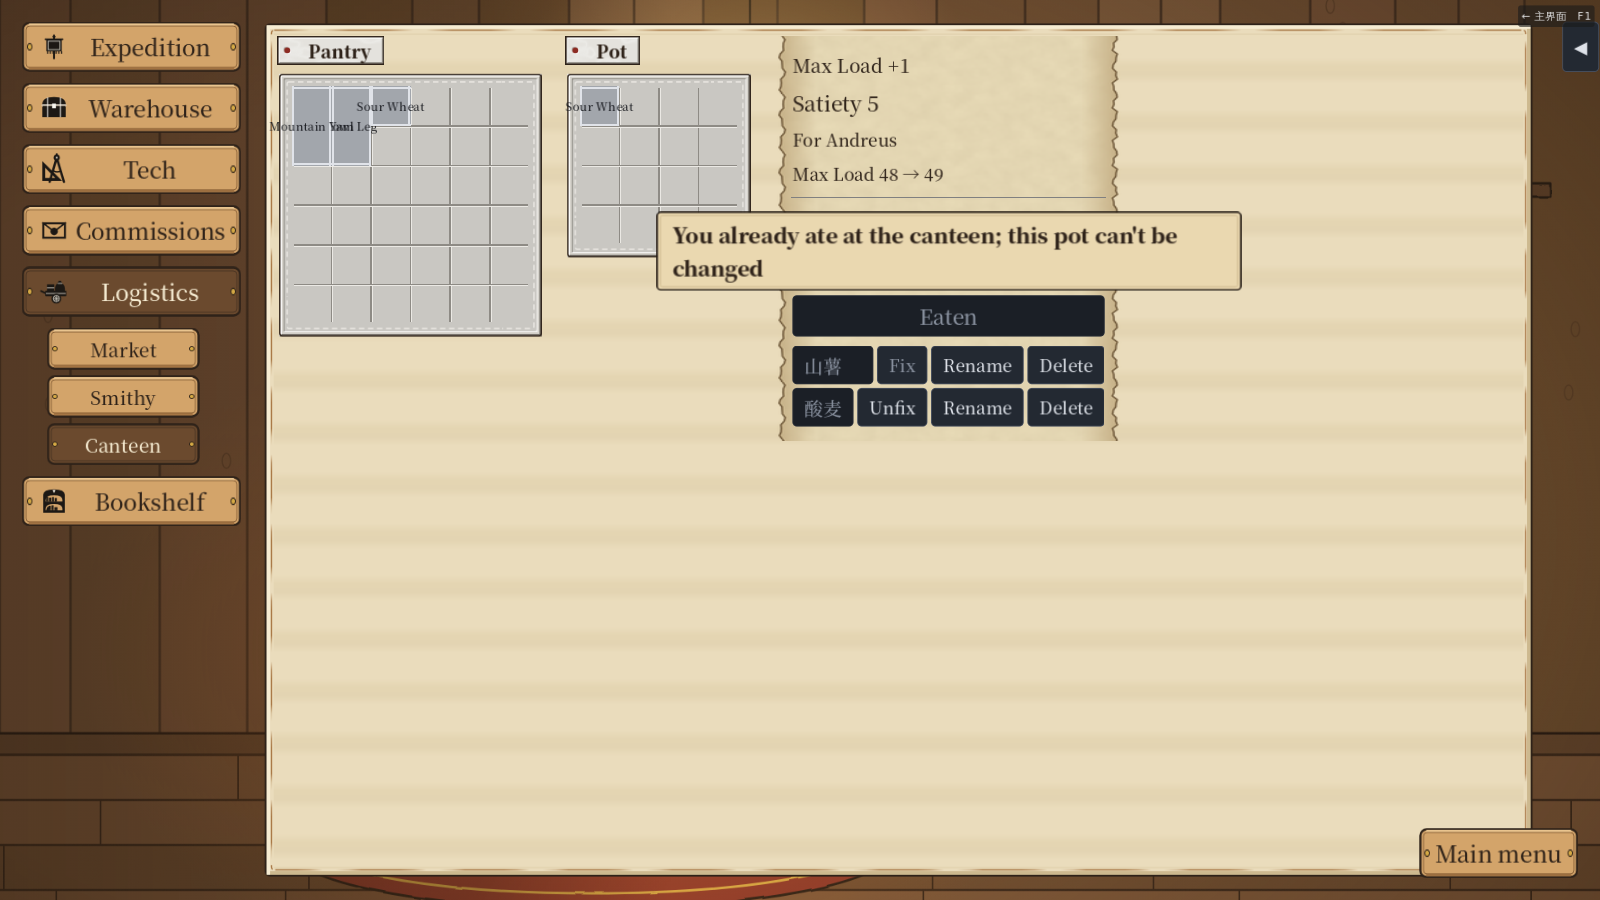 ← 主界面 F1
◀
Expedition
Warehouse
Tech
Commissions
Logistics
Market
Smithy
Canteen
Bookshelf
Pantry
Sour Wheat
Mountain Yam
Leg
Pot
Sour Wheat
Max Load +1
Satiety 5
For Andreus
Max Load 48 → 49
You already ate at the canteen; this pot can't be
changed
Eaten
山薯 Fix Rename Delete
酸麦 Unfix Rename Delete
Main menu